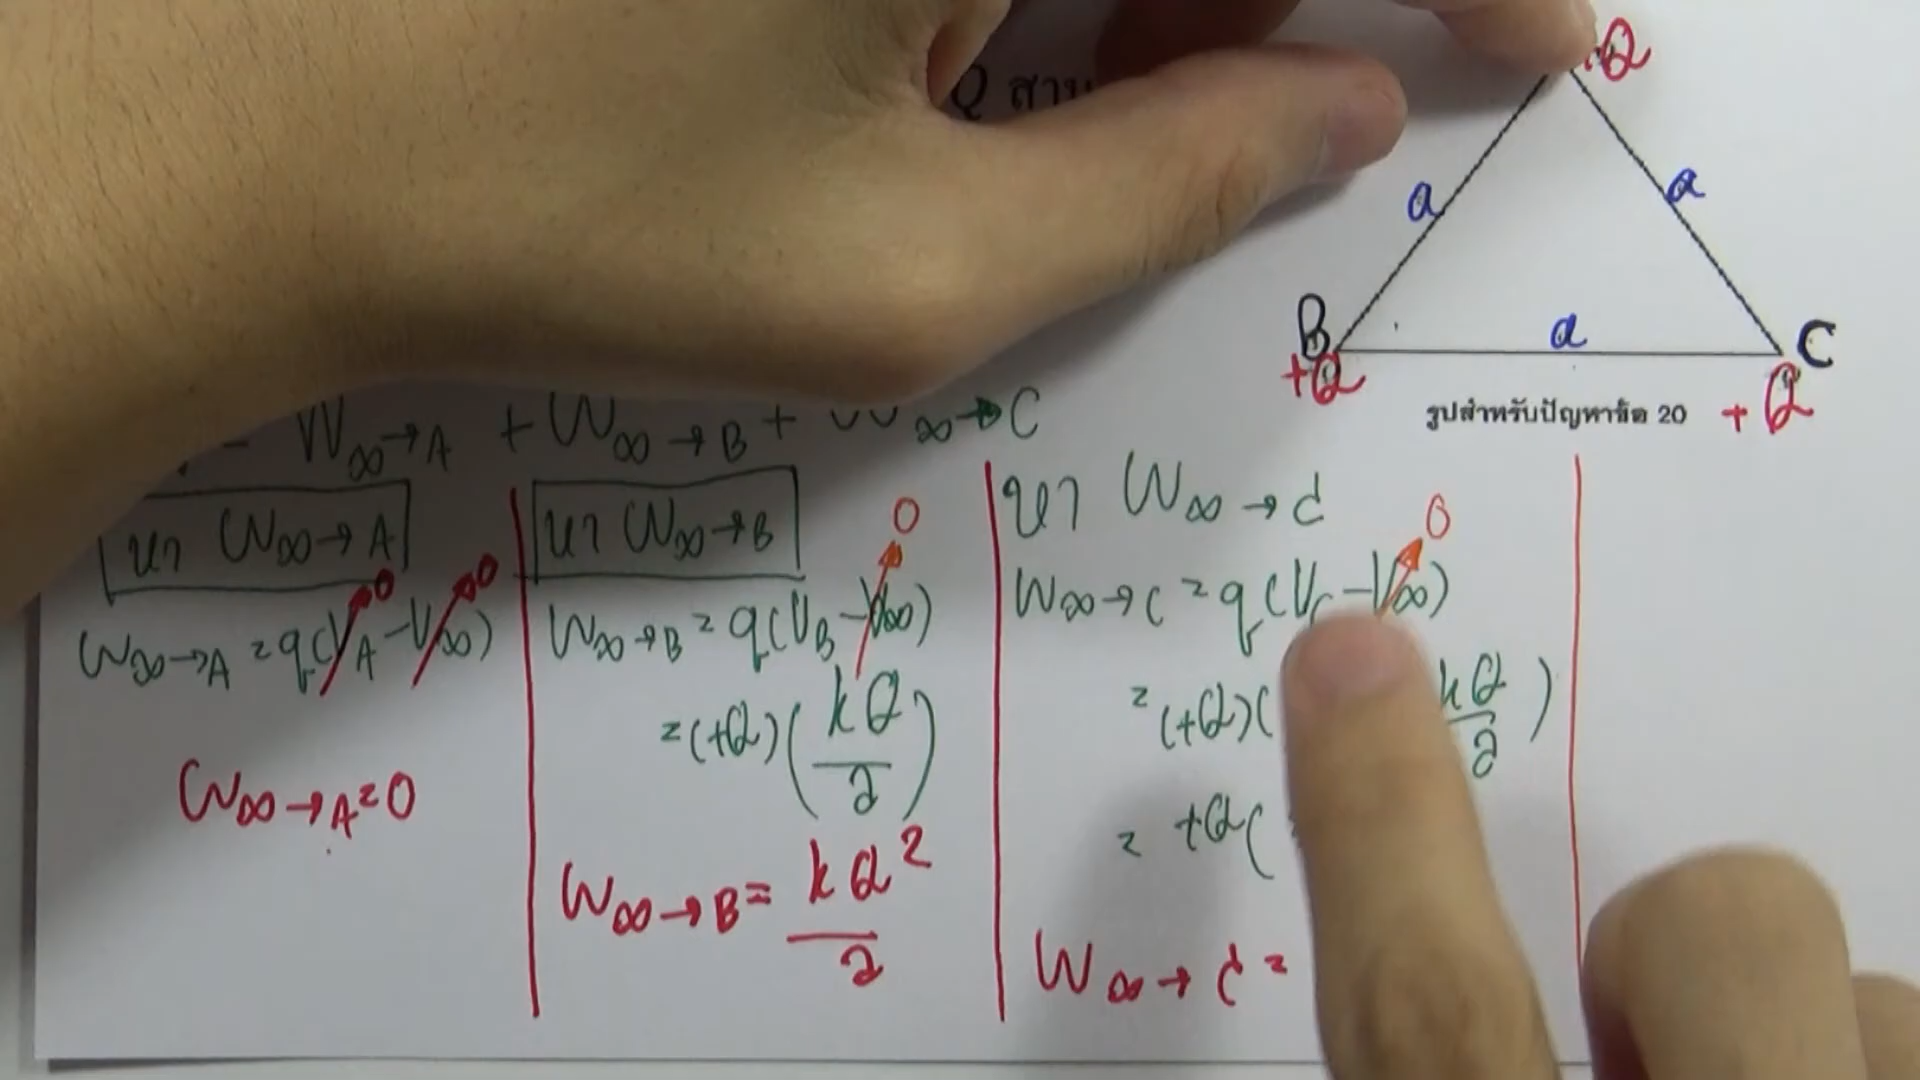 Q สาม
+Q
a
a
B
a
C
+Q
รูปสำหรับปัญหาข้อ 20
+Q
W∞→A + W∞→B + W∞→C
หา W∞→A
หา W∞→B
หา W∞→C
0
0
0
0
W∞→A = q(VA-V∞)
W∞→B = q(VB-V∞)
W∞→C = q(VC-V∞)
=(+Q)(kQ/a)
=(+Q)(
kQ/a)
W∞→A=0
= +Q(
W∞→B= kQ²/a
W∞→C =